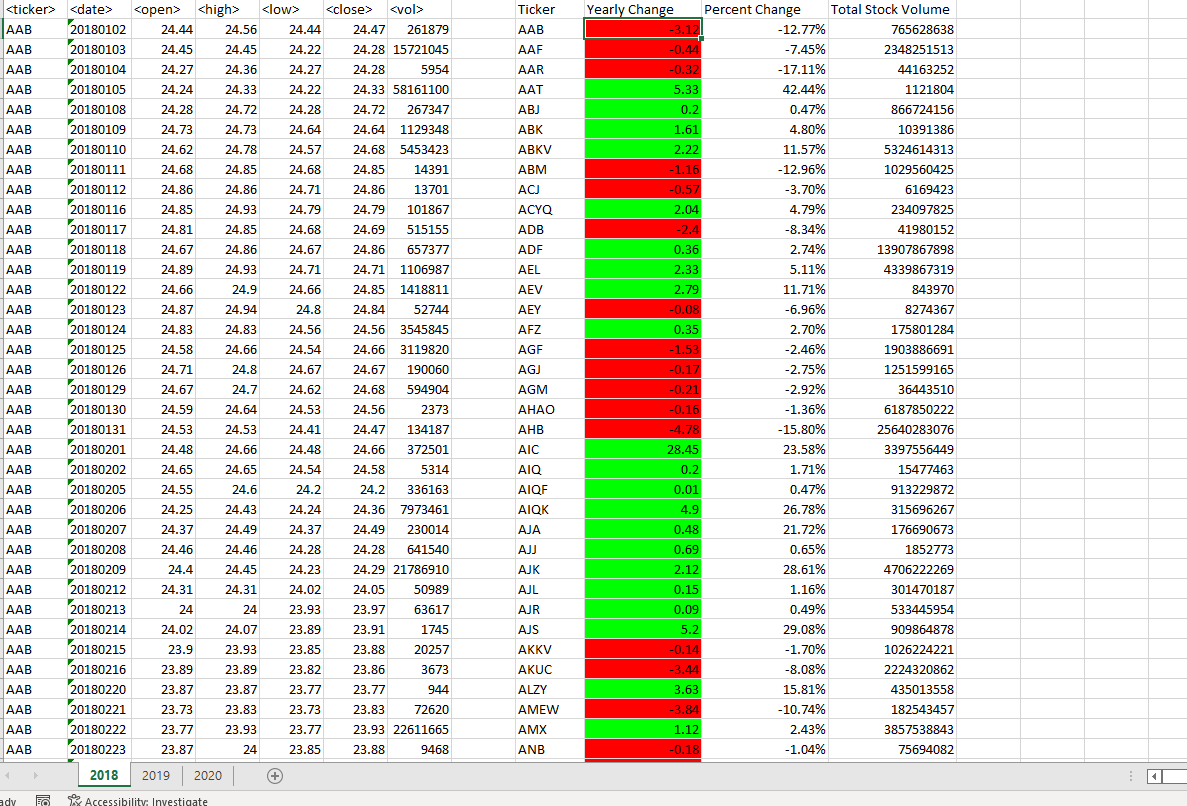 <ticker> <date> <open> <high> <low> <close> <vol> Ticker Yearly Change Percent Change Total Stock Volume
AAB 20180102 24.44 24.56 24.44 24.47 261879 AAB -3.12 -12.77% 765628638
AAB 20180103 24.45 24.45 24.22 24.28 15721045 AAF -0.44 -7.45% 2348251513
AAB 20180104 24.27 24.36 24.27 24.28 5954 AAR -0.32 -17.11% 44163252
AAB 20180105 24.24 24.33 24.22 24.33 58161100 AAT 5.33 42.44% 1121804
AAB 20180108 24.28 24.72 24.28 24.72 267347 ABJ 0.2 0.47% 866724156
AAB 20180109 24.73 24.73 24.64 24.64 1129348 ABK 1.61 4.80% 10391386
AAB 20180110 24.62 24.78 24.57 24.68 5453423 ABKV 2.22 11.57% 5324614313
AAB 20180111 24.68 24.85 24.68 24.85 14391 ABM -1.16 -12.96% 1029560425
AAB 20180112 24.86 24.86 24.71 24.86 13701 ACJ -0.57 -3.70% 6169423
AAB 20180116 24.85 24.93 24.79 24.79 101867 ACYQ 2.04 4.79% 234097825
AAB 20180117 24.81 24.85 24.68 24.69 515155 ADB -2.4 -8.34% 41980152
AAB 20180118 24.67 24.86 24.67 24.86 657377 ADF 0.36 2.74% 13907867898
AAB 20180119 24.89 24.93 24.71 24.71 1106987 AEL 2.33 5.11% 4339867319
AAB 20180122 24.66 24.9 24.66 24.85 1418811 AEV 2.79 11.71% 843970
AAB 20180123 24.87 24.94 24.8 24.84 52744 AEY -0.08 -6.96% 8274367
AAB 20180124 24.83 24.83 24.56 24.56 3545845 AFZ 0.35 2.70% 175801284
AAB 20180125 24.58 24.66 24.54 24.66 3119820 AGF -1.53 -2.46% 1903886691
AAB 20180126 24.71 24.8 24.67 24.67 190060 AGJ -0.17 -2.75% 1251599165
AAB 20180129 24.67 24.7 24.62 24.68 594904 AGM -0.21 -2.92% 36443510
AAB 20180130 24.59 24.64 24.53 24.56 2373 AHAO -0.16 -1.36% 6187850222
AAB 20180131 24.53 24.53 24.41 24.47 134187 AHB -4.78 -15.80% 25640283076
AAB 20180201 24.48 24.66 24.48 24.66 372501 AIC 28.45 23.58% 3397556449
AAB 20180202 24.65 24.65 24.54 24.58 5314 AIQ 0.2 1.71% 15477463
AAB 20180205 24.55 24.6 24.2 24.2 336163 AIQF 0.01 0.47% 913229872
AAB 20180206 24.25 24.43 24.24 24.36 7973461 AIQK 4.9 26.78% 315696267
AAB 20180207 24.37 24.49 24.37 24.49 230014 AJA 0.48 21.72% 176690673
AAB 20180208 24.46 24.46 24.28 24.28 641540 AJJ 0.69 0.65% 1852773
AAB 20180209 24.4 24.45 24.23 24.29 21786910 AJK 2.12 28.61% 4706222269
AAB 20180212 24.31 24.31 24.02 24.05 50989 AJL 0.15 1.16% 301470187
AAB 20180213 24 24 23.93 23.97 63617 AJR 0.09 0.49% 533445954
AAB 20180214 24.02 24.07 23.89 23.91 1745 AJS 5.2 29.08% 909864878
AAB 20180215 23.9 23.93 23.85 23.88 20257 AKKV -0.14 -1.70% 1026224221
AAB 20180216 23.89 23.89 23.82 23.86 3673 AKUC -3.44 -8.08% 2224320862
AAB 20180220 23.87 23.87 23.77 23.77 944 ALZY 3.63 15.81% 435013558
AAB 20180221 23.73 23.83 23.73 23.83 72620 AMEW -3.84 -10.74% 182543457
AAB 20180222 23.77 23.93 23.77 23.93 22611665 AMX 1.12 2.43% 3857538843
AAB 20180223 23.87 24 23.85 23.88 9468 ANB -0.18 -1.04% 75694082
2018 2019 2020
ady Accessibility: Investigate